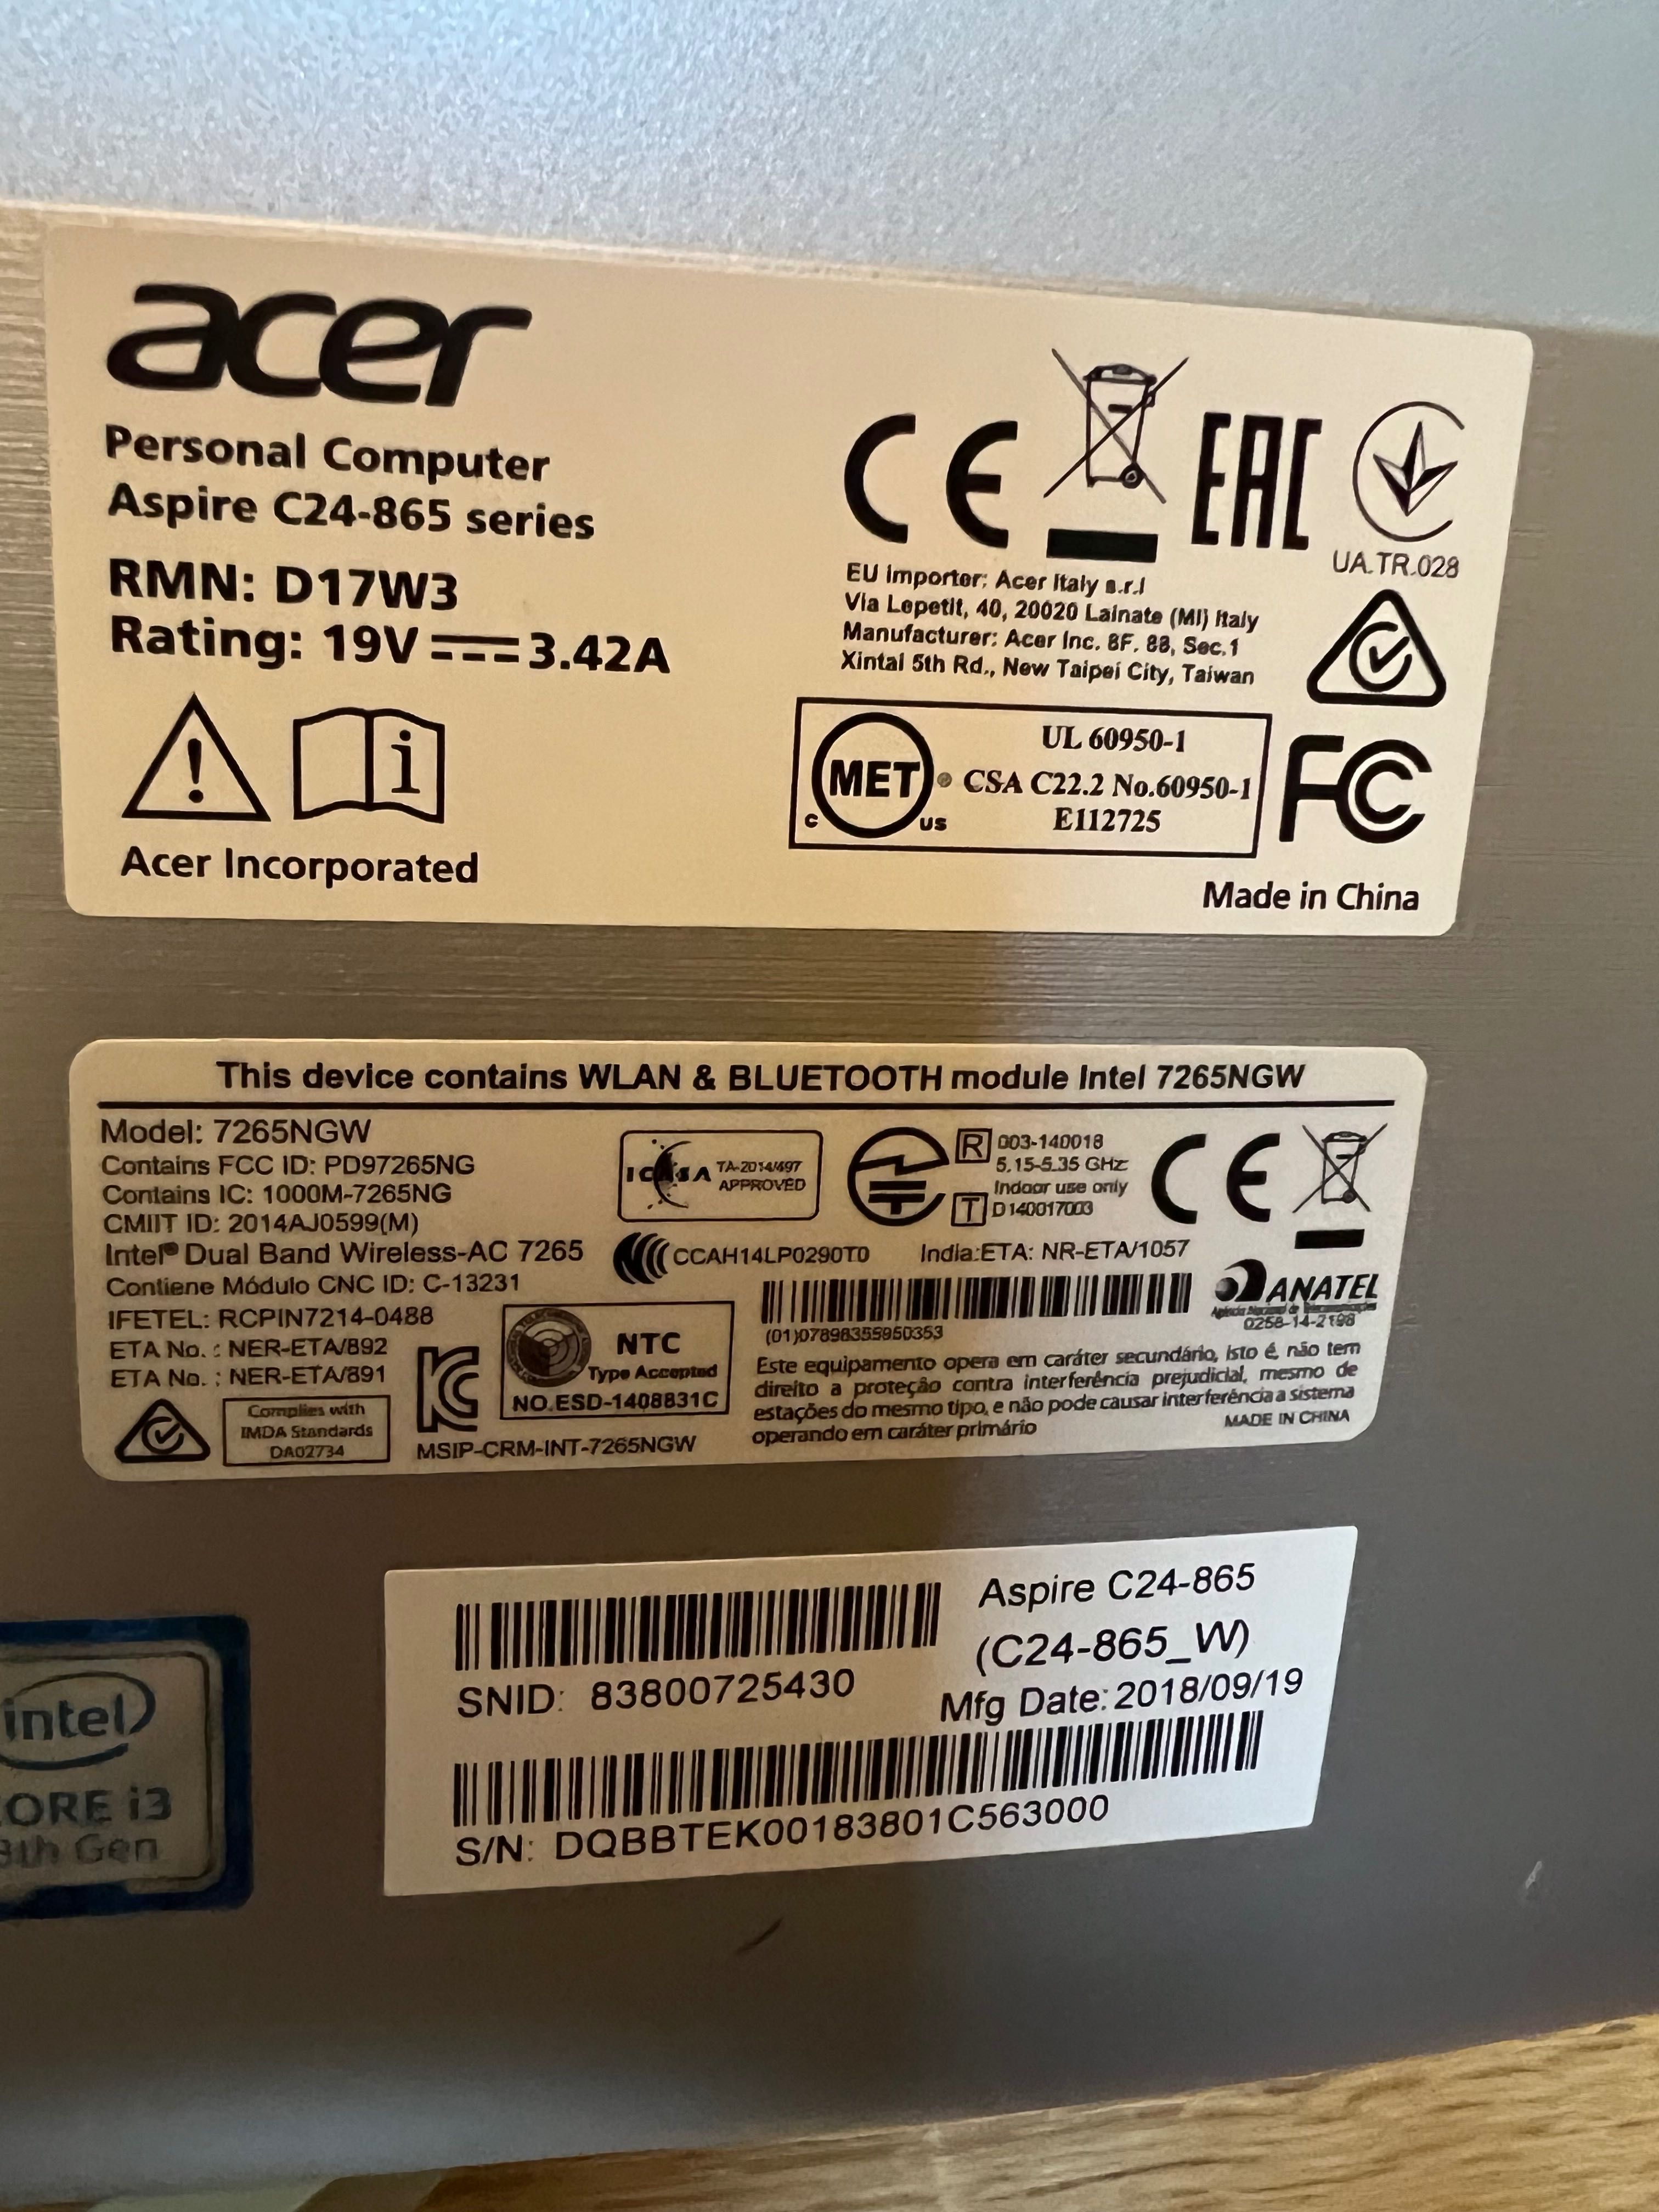 acer
Personal Computer
Aspire C24-865 series
RMN: D17W3
Rating: 19V 3.42A
Acer Incorporated
CE
EAC
UA.TR.028
EU Importer: Acer Italy s.r.l
Via Lepetit, 40, 20020 Lainate (MI) Italy
Manufacturer: Acer Inc. 8F, 88, Sec.1
Xintai 5th Rd., New Taipei City, Taiwan
MET
c
us
UL 60950-1
CSA C22.2 No.60950-1
E112725
FC
Made in China
This device contains WLAN & BLUETOOTH module Intel 7265NGW
Model: 7265NGW
Contains FCC ID: PD97265NG
Contains IC: 1000M-7265NG
CMIIT ID: 2014AJ0599(M)
Intel® Dual Band Wireless-AC 7265
Contiene Módulo CNC ID: C-13231
IFETEL: RCPIN7214-0488
ETA No. : NER-ETA/892
ETA No. : NER-ETA/891
Complies with
IMDA Standards
DA02734
MSIP-CRM-INT-7265NGW
NTC
Type Accepted
NO.ESD-1408831C
ICASA
TA-2014/497
APPROVED
R 003-140018
5.15-5.35 GHz
Indoor use only
T D140017003
CE
CCAH14LP0290T0
India:ETA: NR-ETA/1057
(01)07898355950353
ANATEL
Agência Nacional de Telecomunicações
0258-14-2198
Este equipamento opera em caráter secundário, isto é, não tem
direito a proteção contra interferência prejudicial, mesmo de
estações do mesmo tipo, e não pode causar interferência a sistema
operando em caráter primário
MADE IN CHINA
intel
CORE i3
8th Gen
SNID: 83800725430
Aspire C24-865
(C24-865_W)
Mfg Date: 2018/09/19
S/N: DQBBTEK00183801C563000